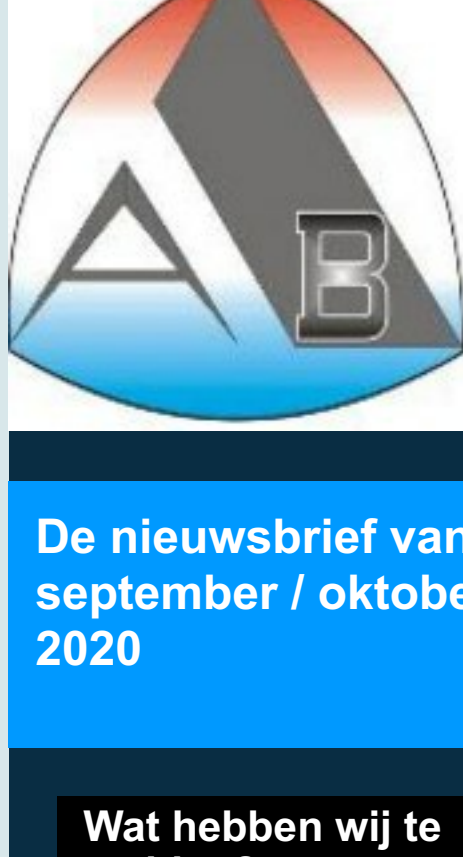 A B
De nieuwsbrief van
september / oktobe
2020
Wat hebben wij te